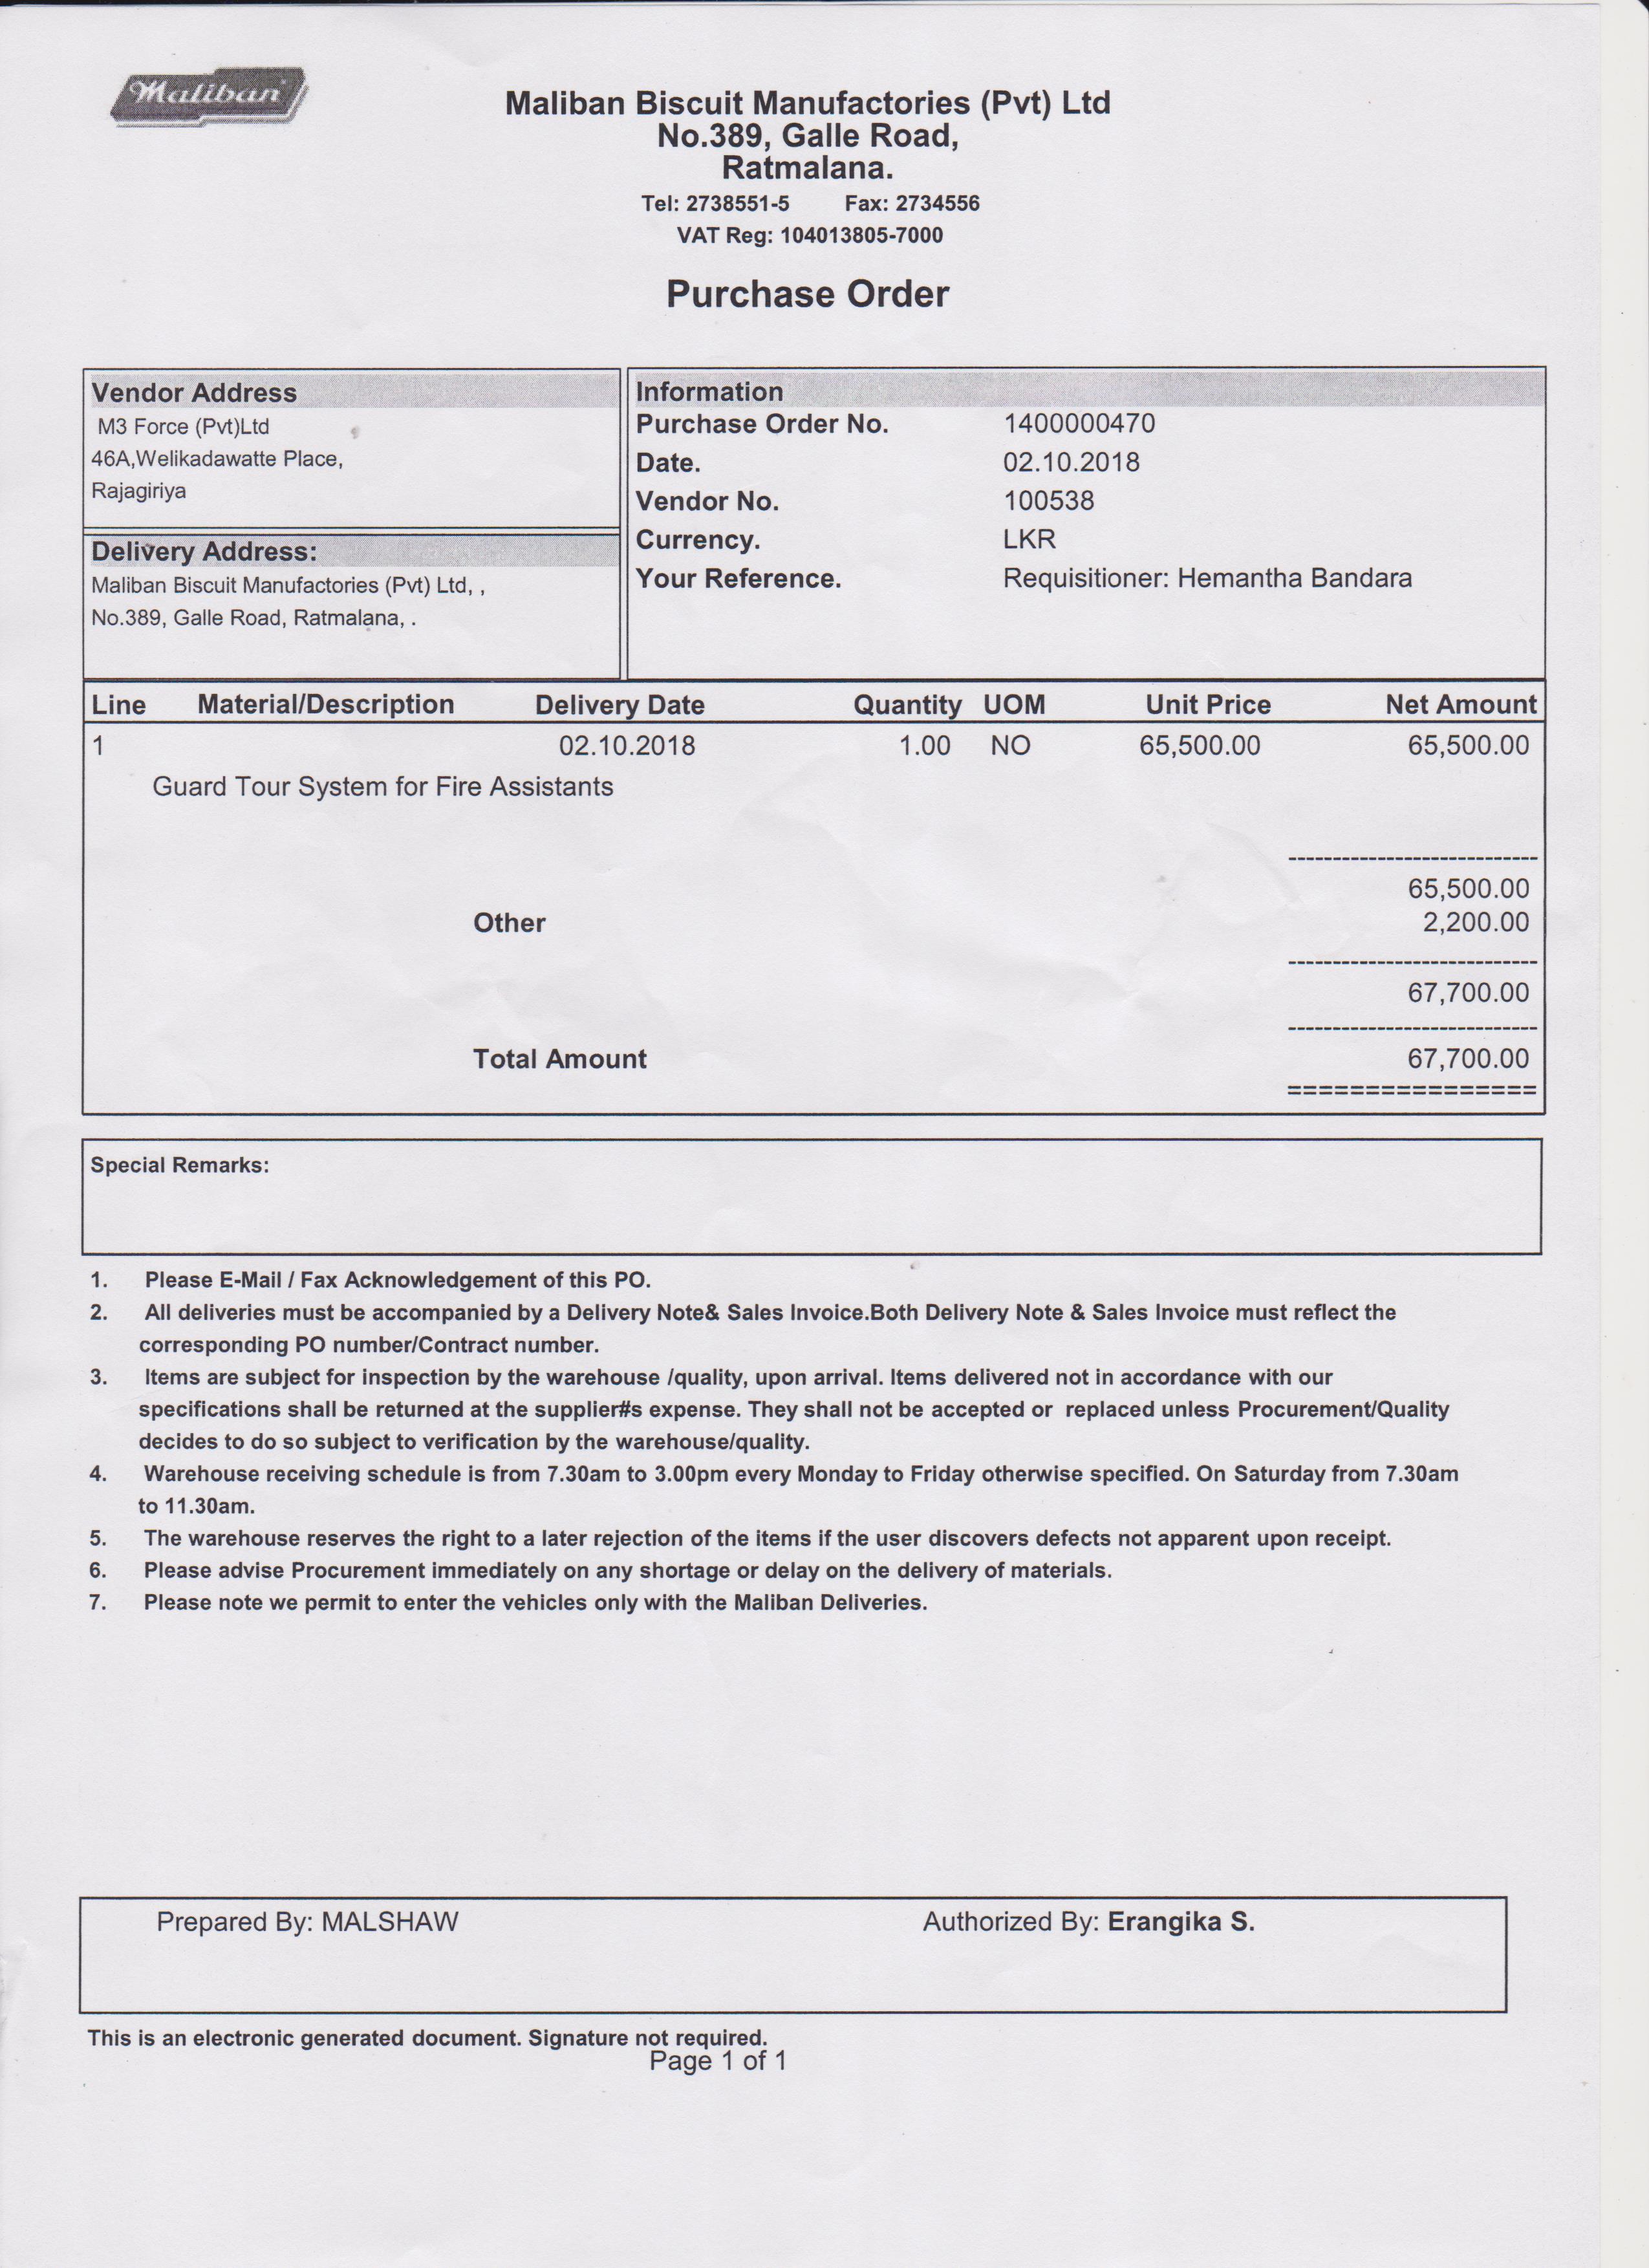 Maliban
Maliban Biscuit Manufactories (Pvt) Ltd
No.389, Galle Road,
Ratmalana.
Tel: 2738551-5 Fax: 2734556
VAT Reg: 104013805-7000
Purchase Order
Vendor Address
M3 Force (Pvt)Ltd
46A,Welikadawatte Place,
Rajagiriya
Delivery Address:
Maliban Biscuit Manufactories (Pvt) Ltd, ,
No.389, Galle Road, Ratmalana, .
Information
Purchase Order No. 1400000470
Date. 02.10.2018
Vendor No. 100538
Currency. LKR
Your Reference. Requisitioner: Hemantha Bandara
Line Material/Description Delivery Date Quantity UOM Unit Price Net Amount
1 02.10.2018 1.00 NO 65,500.00 65,500.00
Guard Tour System for Fire Assistants
----------------------------
65,500.00
Other 2,200.00
----------------------------
67,700.00
----------------------------
Total Amount 67,700.00
================
Special Remarks:
1. Please E-Mail / Fax Acknowledgement of this PO.
2. All deliveries must be accompanied by a Delivery Note& Sales Invoice.Both Delivery Note & Sales Invoice must reflect the
corresponding PO number/Contract number.
3. Items are subject for inspection by the warehouse /quality, upon arrival. Items delivered not in accordance with our
specifications shall be returned at the supplier#s expense. They shall not be accepted or replaced unless Procurement/Quality
decides to do so subject to verification by the warehouse/quality.
4. Warehouse receiving schedule is from 7.30am to 3.00pm every Monday to Friday otherwise specified. On Saturday from 7.30am
to 11.30am.
5. The warehouse reserves the right to a later rejection of the items if the user discovers defects not apparent upon receipt.
6. Please advise Procurement immediately on any shortage or delay on the delivery of materials.
7. Please note we permit to enter the vehicles only with the Maliban Deliveries.
Prepared By: MALSHAW Authorized By: Erangika S.
This is an electronic generated document. Signature not required.
Page 1 of 1